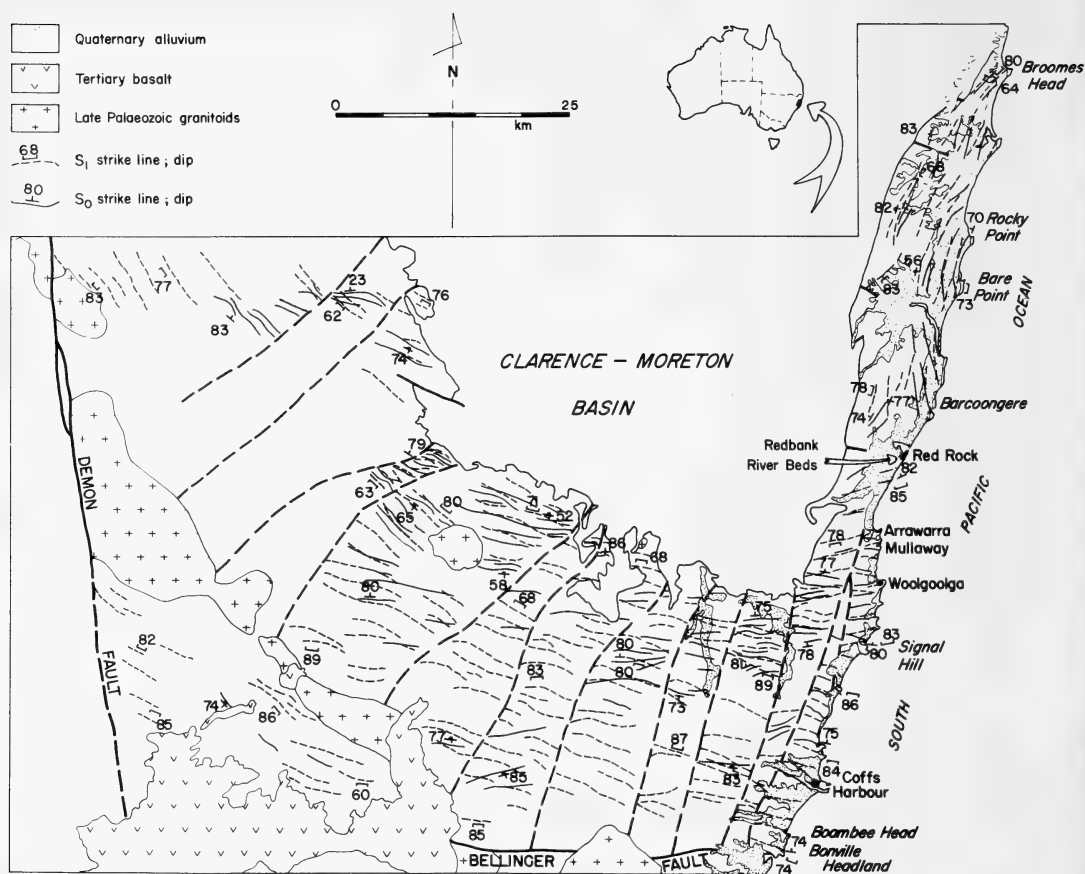 Quaternary alluvium
Tertiary basalt
Late Palaeozoic granitoids
68
S1 strike line ; dip
80
S0 strike line ; dip
N
0 25
km
80
Broomes
Head
64
83
68
82
70 Rocky
Point
56
83
Bare
Point
73
OCEAN
83
77
83
23
62
76
74
CLARENCE – MORETON
BASIN
78
77
74
Barcoongere
Redbank
River Beds
Red Rock
82
85
PACIFIC
DEMON
79
63
65
80
52
86
68
78
Arrawarra
Mullaway
77
Woolgoolga
80
58
68
75
82
89
83
80
80
81
89
78
83
80
Signal
Hill
FAULT
74
85
86
73
86
SOUTH
77
87
75
85
83
84
Coffs
Harbour
60
85
BELLINGER FAULT
74
Boambee Head
Bonville
Headland
74